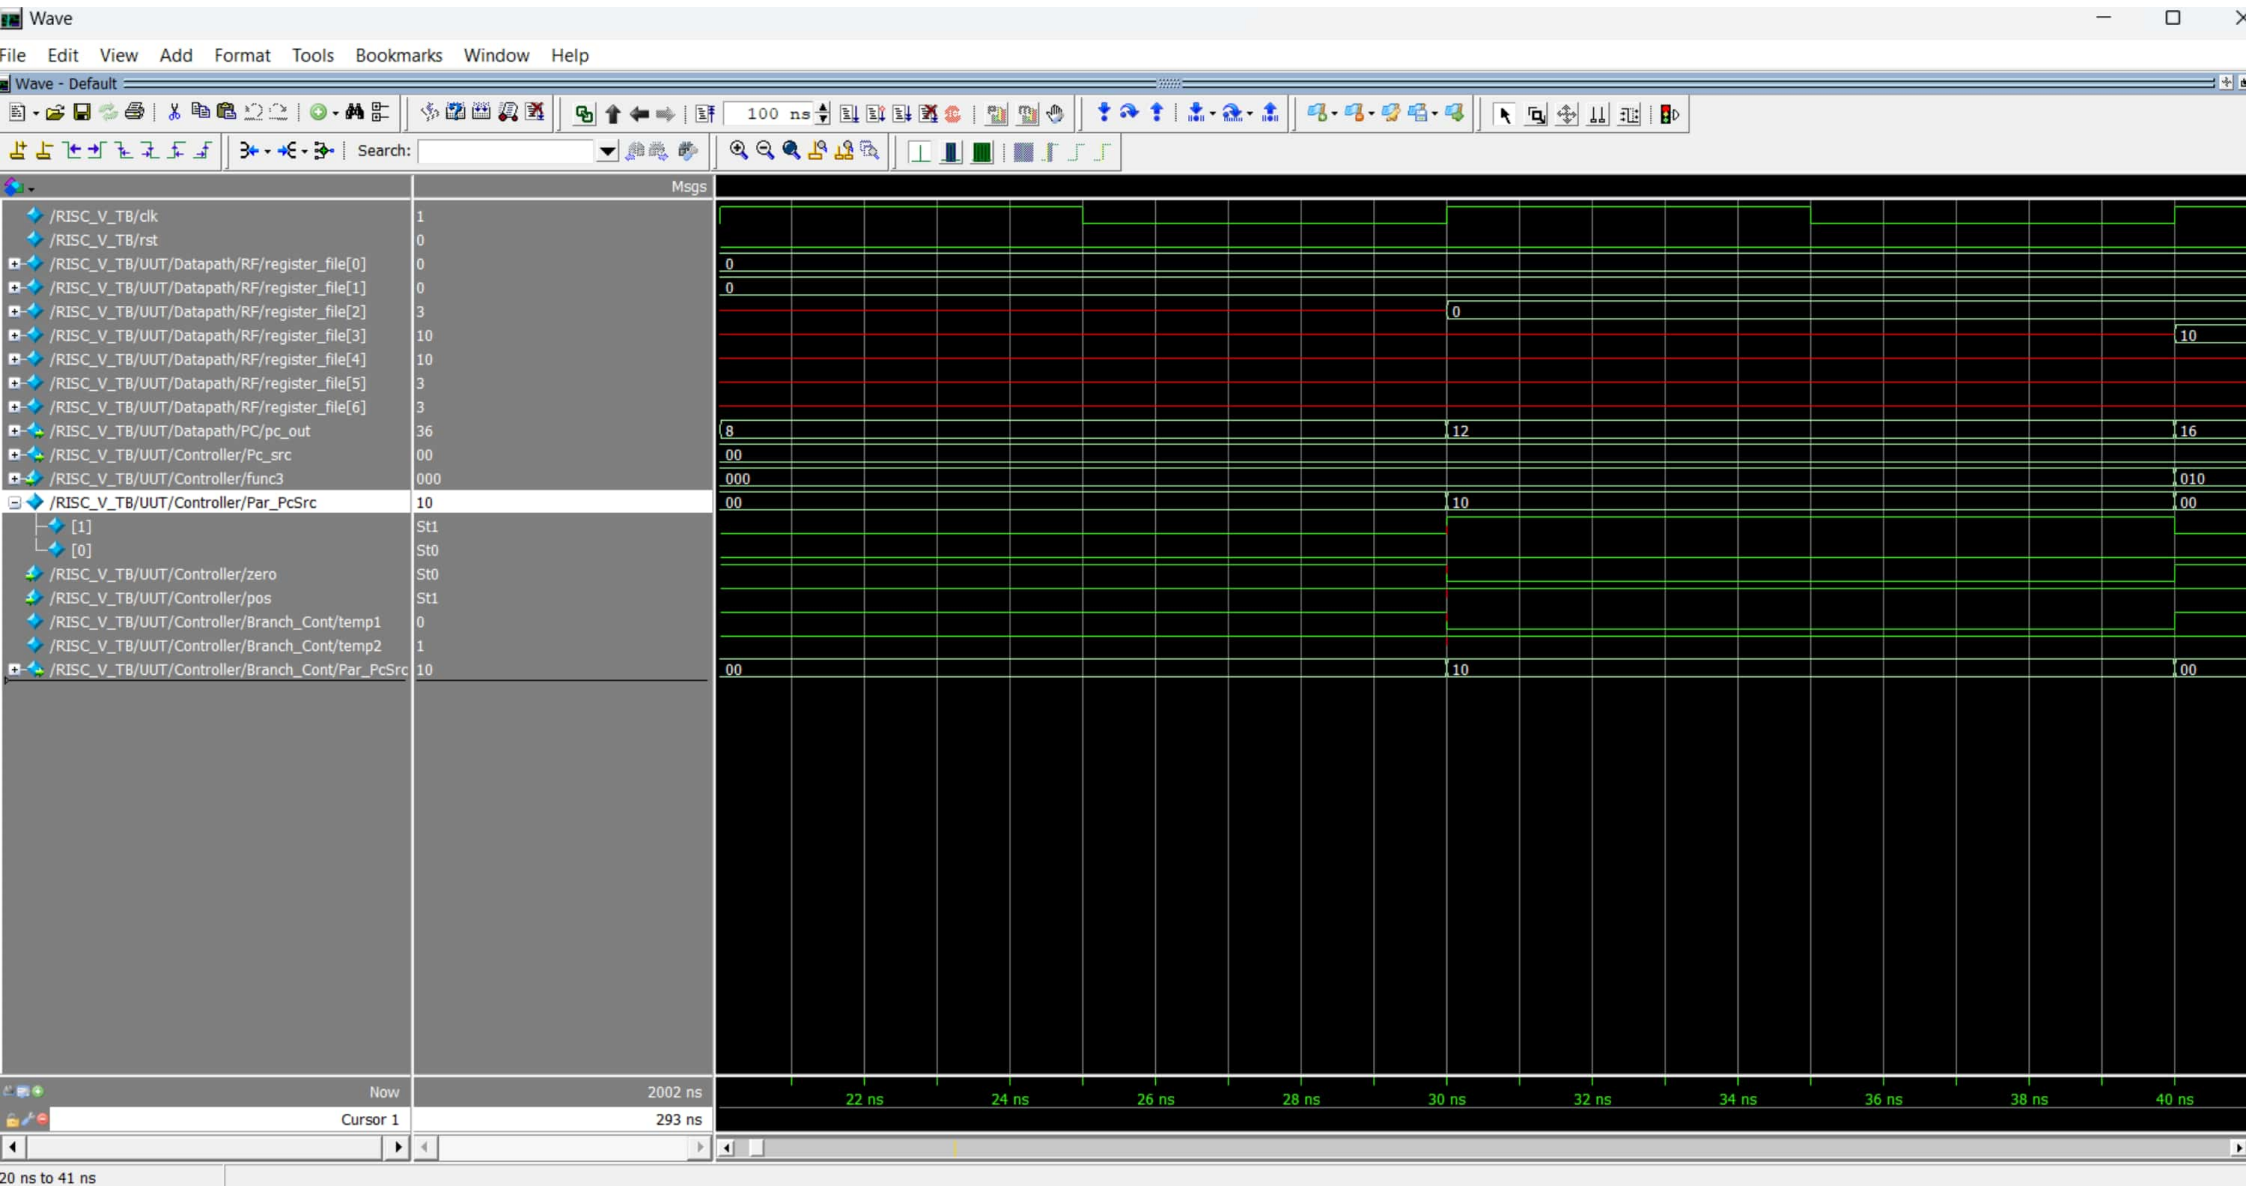 Wave
File Edit View Add Format Tools Bookmarks Window Help
Wave - Default
100 ns
Search:
Msgs
/RISC_V_TB/clk 1
/RISC_V_TB/rst 0
/RISC_V_TB/UUT/Datapath/RF/register_file[0] 0 0
/RISC_V_TB/UUT/Datapath/RF/register_file[1] 0 0
/RISC_V_TB/UUT/Datapath/RF/register_file[2] 3 0
/RISC_V_TB/UUT/Datapath/RF/register_file[3] 10 10
/RISC_V_TB/UUT/Datapath/RF/register_file[4] 10
/RISC_V_TB/UUT/Datapath/RF/register_file[5] 3
/RISC_V_TB/UUT/Datapath/RF/register_file[6] 3
/RISC_V_TB/UUT/Datapath/PC/pc_out 36 8 12 16
/RISC_V_TB/UUT/Controller/Pc_src 00 00
/RISC_V_TB/UUT/Controller/func3 000 000 010
/RISC_V_TB/UUT/Controller/Par_PcSrc 10 00 10 00
[1] St1
[0] St0
/RISC_V_TB/UUT/Controller/zero St0
/RISC_V_TB/UUT/Controller/pos St1
/RISC_V_TB/UUT/Controller/Branch_Cont/temp1 0
/RISC_V_TB/UUT/Controller/Branch_Cont/temp2 1
/RISC_V_TB/UUT/Controller/Branch_Cont/Par_PcSrc 10 00 10 00
Now 2002 ns
22 ns 24 ns 26 ns 28 ns 30 ns 32 ns 34 ns 36 ns 38 ns 40 ns
Cursor 1 293 ns
20 ns to 41 ns